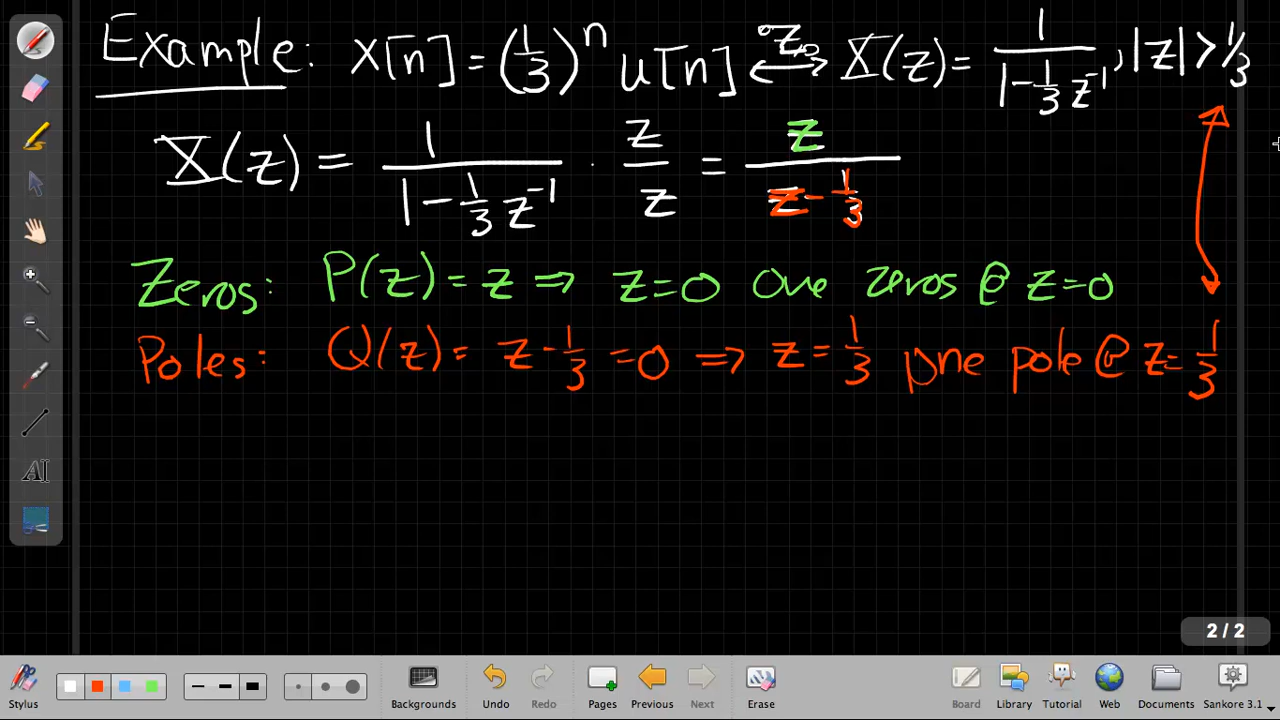 Example: X[n] = (1/3)^n u[n] ⟷ Z X(z) = 1/(1 - 1/3 z^-1), |z| > 1/3
X(z) = 1/(1 - 1/3 z^-1) · z/z = z/(z - 1/3)
Zeros: P(z) = z ⇒ z=0 one zeros @ z=0
Poles: Q(z) = z - 1/3 = 0 ⇒ z = 1/3 one pole @ z = 1/3
AI
2 / 2
Stylus Backgrounds Undo Redo Pages Previous Next Erase Board Library Tutorial Web Documents Sankore 3.1